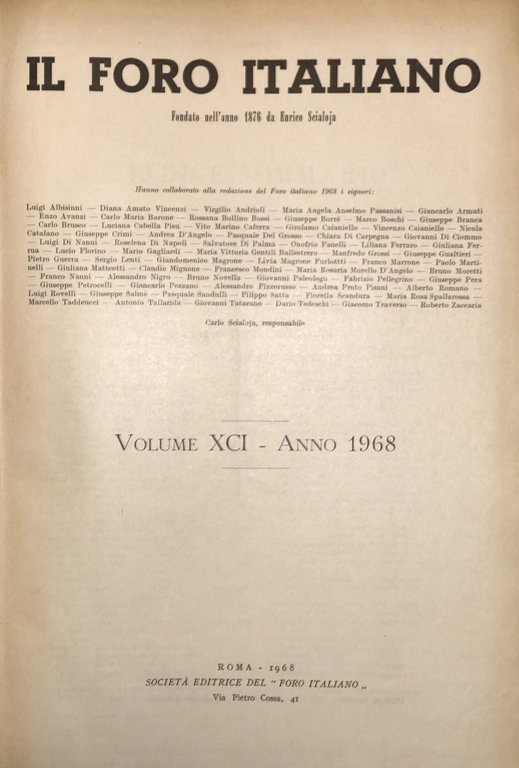 IL FORO ITALIANO
Fondato nell'anno 1876 da Enrico Scialoja
Hanno collaborato alla redazione del Foro italiano 1968 i signori:
Luigi Albisinni — Diana Amato Vincenzi — Virgilio Andrioli — Maria Angela Anselmo Passanisi — Giancarlo Armati
— Enzo Avanzi — Carlo Maria Barone — Rossana Bollino Bossi — Giuseppe Borrè — Marco Boschi — Giuseppe Branca
— Carlo Brusco — Luciana Cabella Pisu — Vito Marino Caferra — Girolamo Caianiello — Vincenzo Caianiello — Nicola
Catalano — Giuseppe Crimi — Andrea D'Angelo — Pasquale Del Grosso — Chiara Di Carpegna — Giovanni Di Ciommo
— Luigi Di Nanni — Roselena Di Napoli — Salvatore Di Palma — Onofrio Fanelli — Liliana Ferraro — Giuliana Fer-
rua — Lucio Florino — Mario Gagliardi — Maria Vittoria Gentili Ballestrero — Manfredo Grossi — Giuseppe Gualtieri —
Pietro Guerra — Sergio Lenti — Giandomenico Magrone — Livia Magrone Furlotti — Franco Marrone — Paolo Marti-
nelli — Giuliana Matteotti — Claudio Mignone — Francesco Mondini — Maria Rosaria Morello D'Angelo — Bruno Moretti
— Franco Nanni — Alessandro Nigro — Bruno Novella — Giovanni Paleologo — Fabrizio Pellegrino — Giuseppe Pera
— Giuseppe Petrocelli — Giancarlo Pezzano — Alessandro Pizzorusso — Andrea Proto Pisani — Alberto Romano —
Luigi Rovelli — Giuseppe Salmè — Pasquale Sandulli — Filippo Satta — Fiorella Scandura — Maria Rosa Spallarossa —
Marcello Taddeucci — Antonio Tallarida — Giovanni Tatarano — Dario Tedeschi — Giacomo Traverso — Roberto Zaccaria
Carlo Scialoja, responsabile
VOLUME XCI - ANNO 1968
ROMA - 1968
SOCIETÀ EDITRICE DEL " FORO ITALIANO „
Via Pietro Cossa, 41